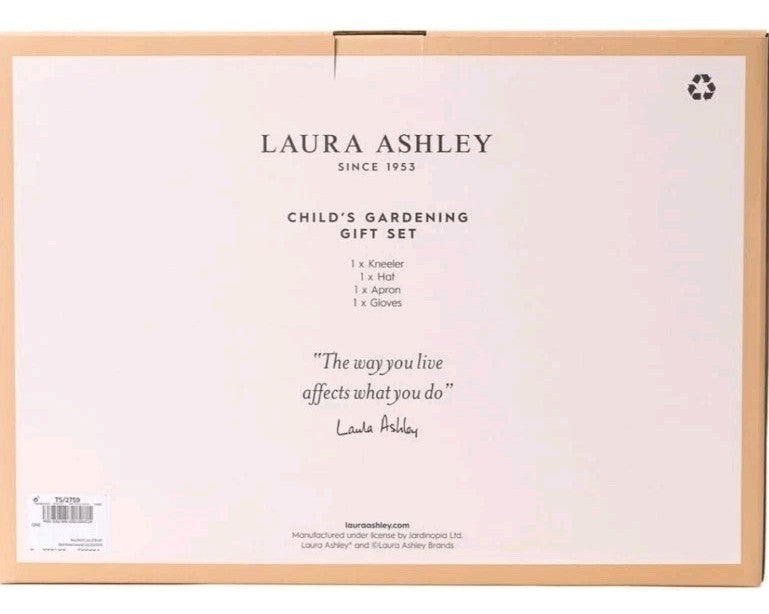 LAURA ASHLEY
SINCE 1953
CHILD'S GARDENING
GIFT SET
1 x Kneeler
1 x Hat
1 x Apron
1 x Gloves
"The way you live
affects what you do"
Laura Ashley
T5/2759
lauraashley.com
Manufactured under license by Jardinopia Ltd.
Laura Ashley® and ©Laura Ashley Brands